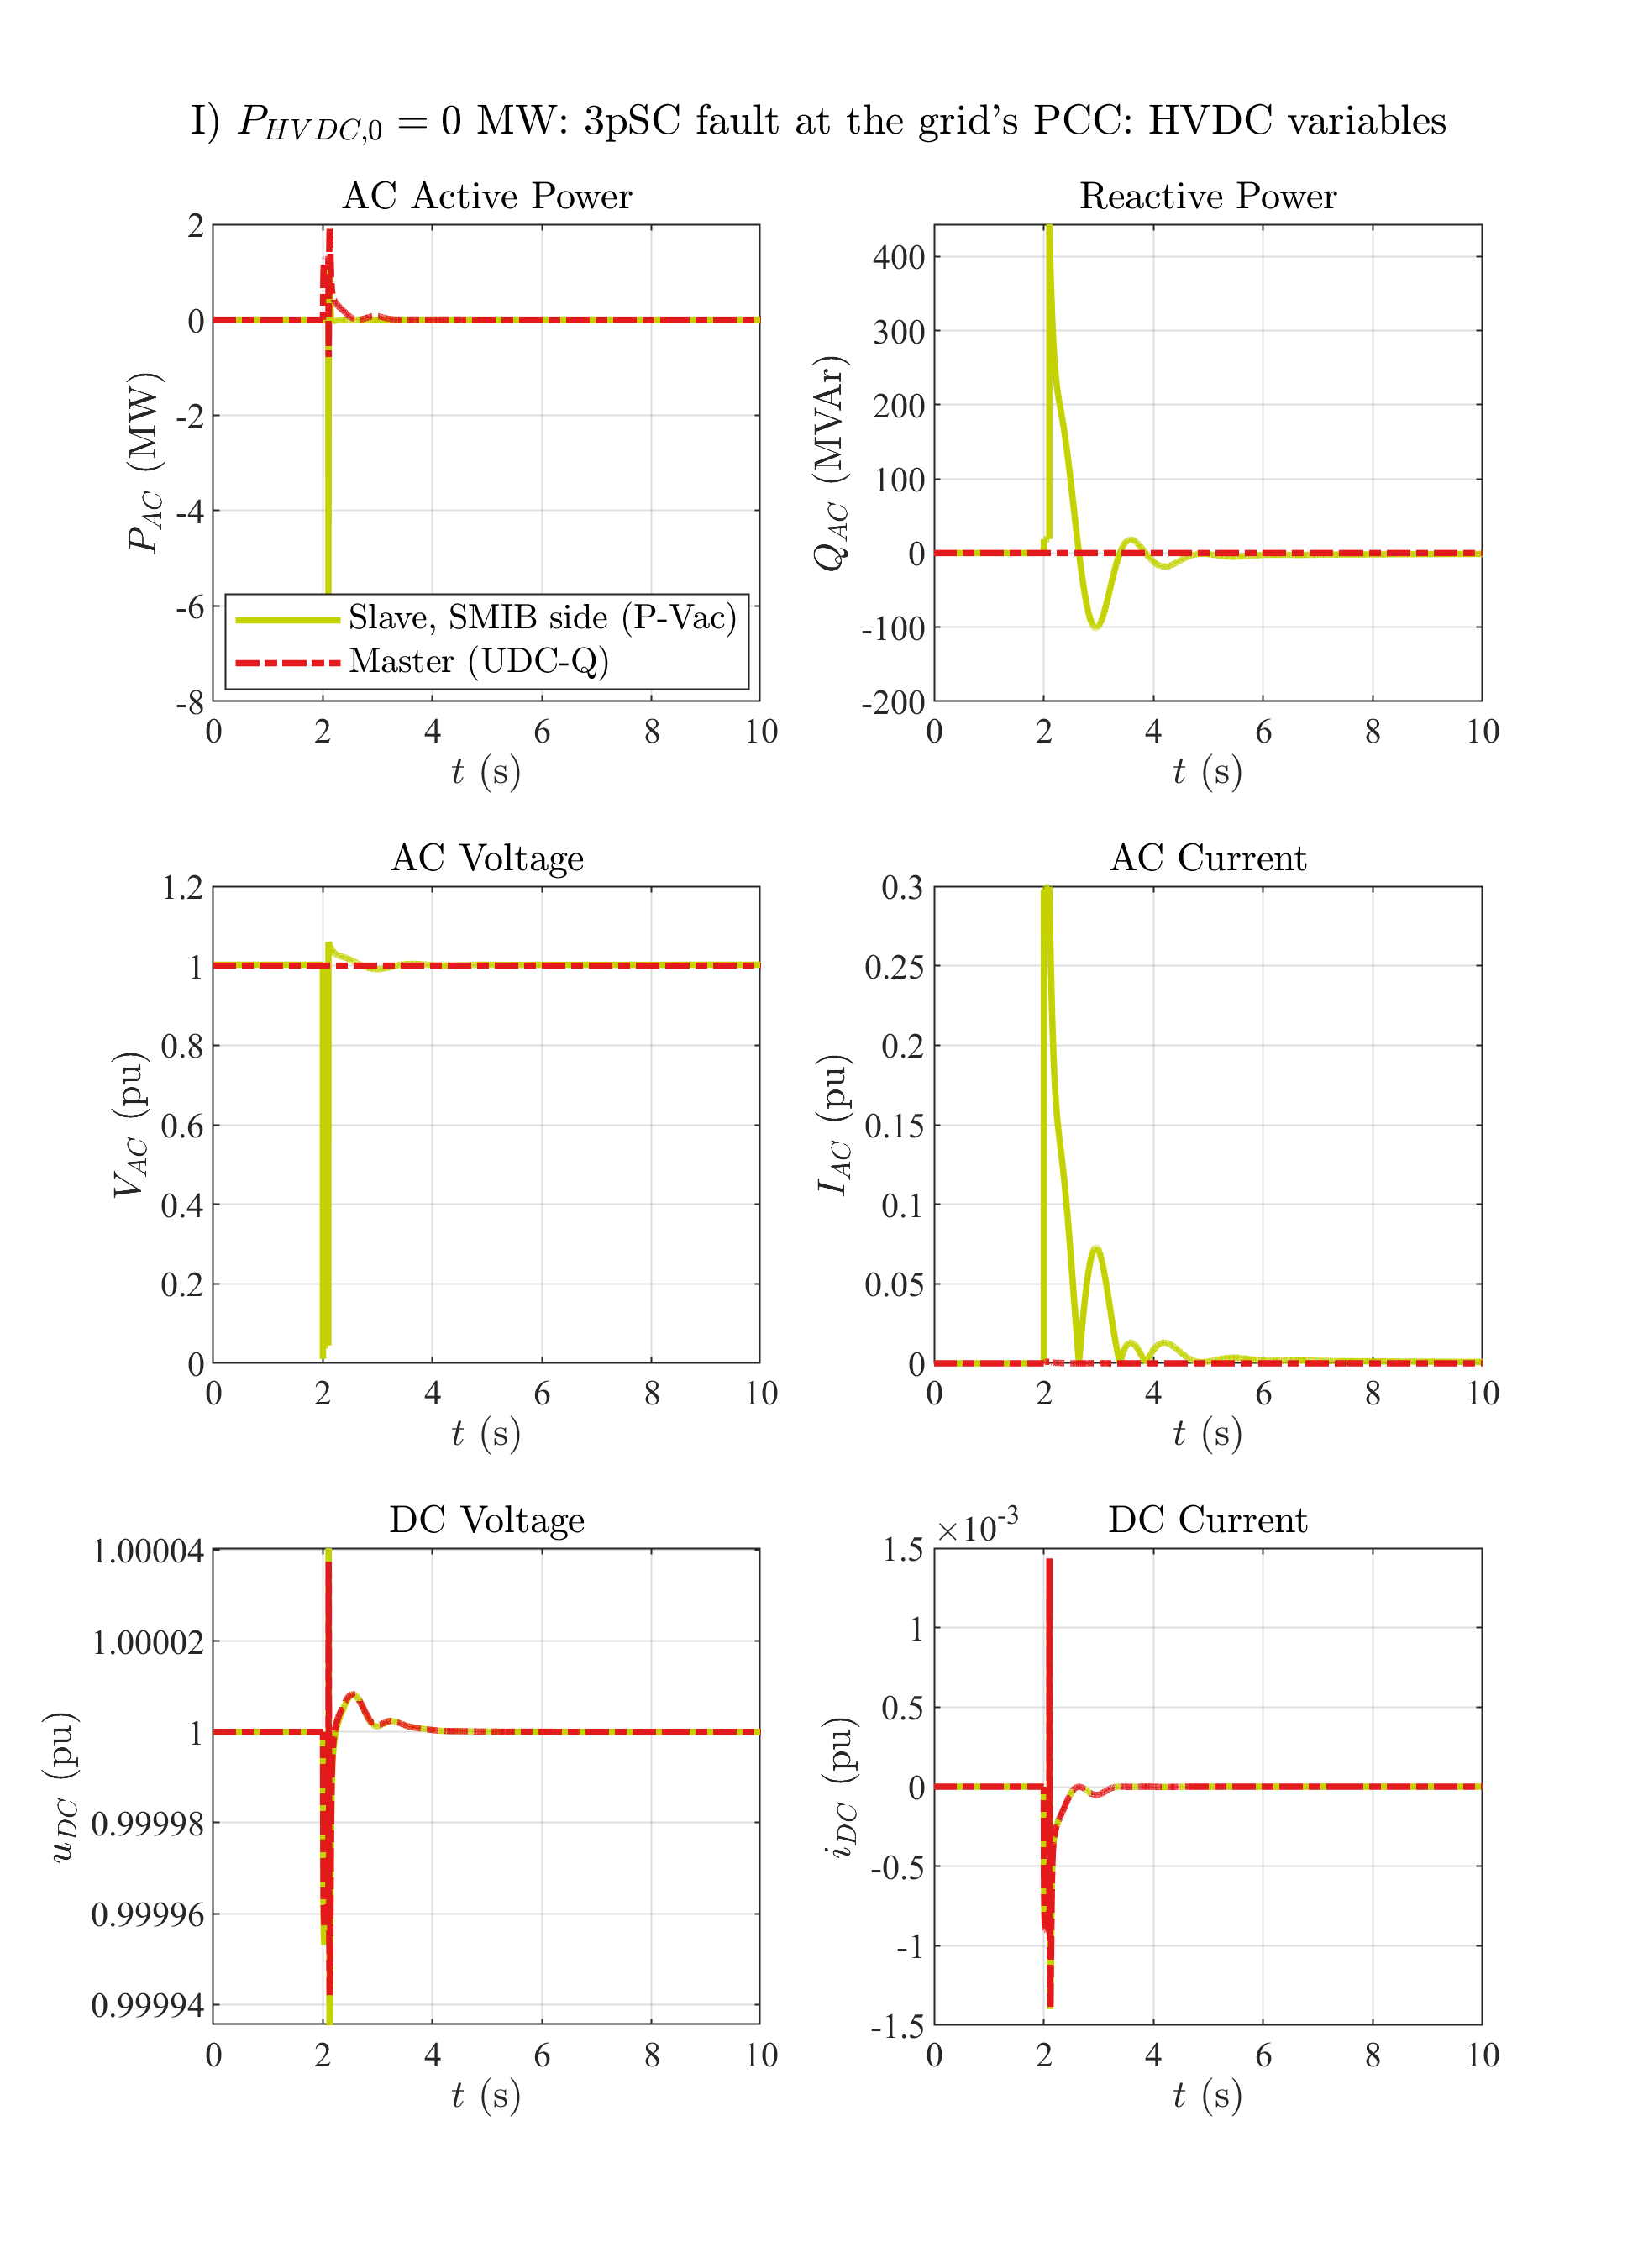 I) P_{HVDC,0} = 0 MW: 3pSC fault at the grid's PCC: HVDC variables
AC Active Power
2
0
-2
-4
-6
-8
P_{AC} (MW)
Slave, SMIB side (P-Vac)
Master (UDC-Q)
0 2 4 6 8 10
t (s)
Reactive Power
400
300
200
100
0
-100
-200
Q_{AC} (MVAr)
0 2 4 6 8 10
t (s)
AC Voltage
1.2
1
0.8
0.6
0.4
0.2
0
V_{AC} (pu)
0 2 4 6 8 10
t (s)
AC Current
0.3
0.25
0.2
0.15
0.1
0.05
0
I_{AC} (pu)
0 2 4 6 8 10
t (s)
DC Voltage
1.00004
1.00002
1
0.99998
0.99996
0.99994
u_{DC} (pu)
0 2 4 6 8 10
t (s)
DC Current
×10^{-3}
1.5
1
0.5
0
-0.5
-1
-1.5
i_{DC} (pu)
0 2 4 6 8 10
t (s)